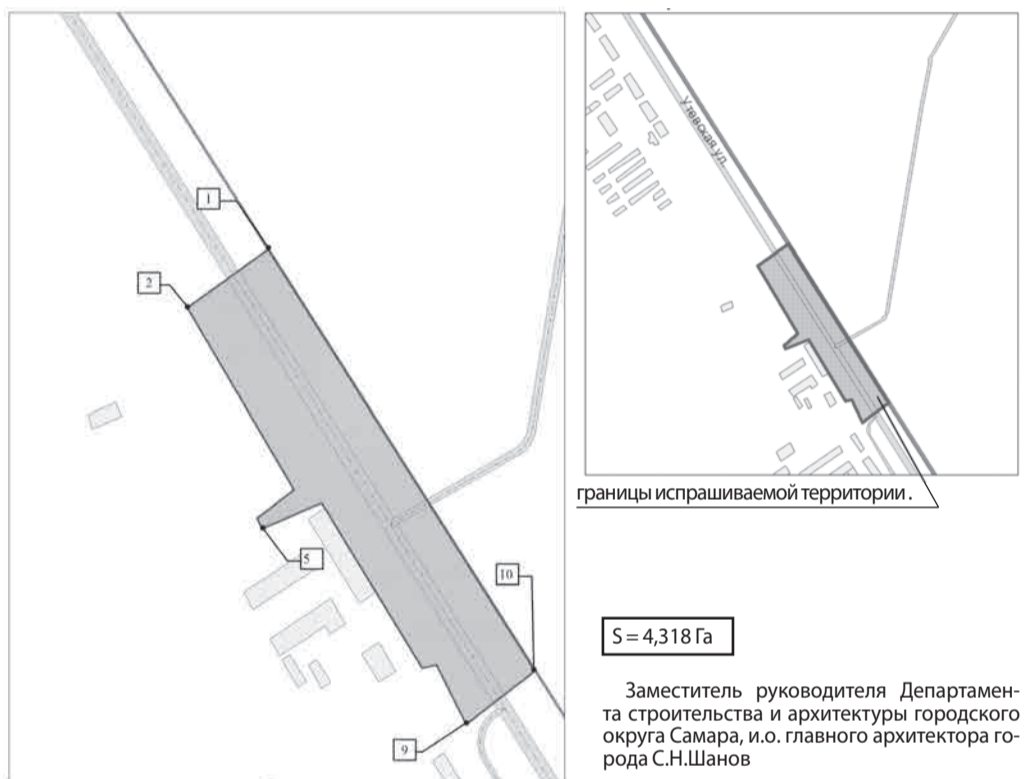 1
2
5
10
9
Утевская ул.
границы испрашиваемой территории .
S = 4,318 Га
Заместитель руководителя Департамен-
та строительства и архитектуры городского
округа Самара, и.о. главного архитектора го-
рода С.Н.Шанов